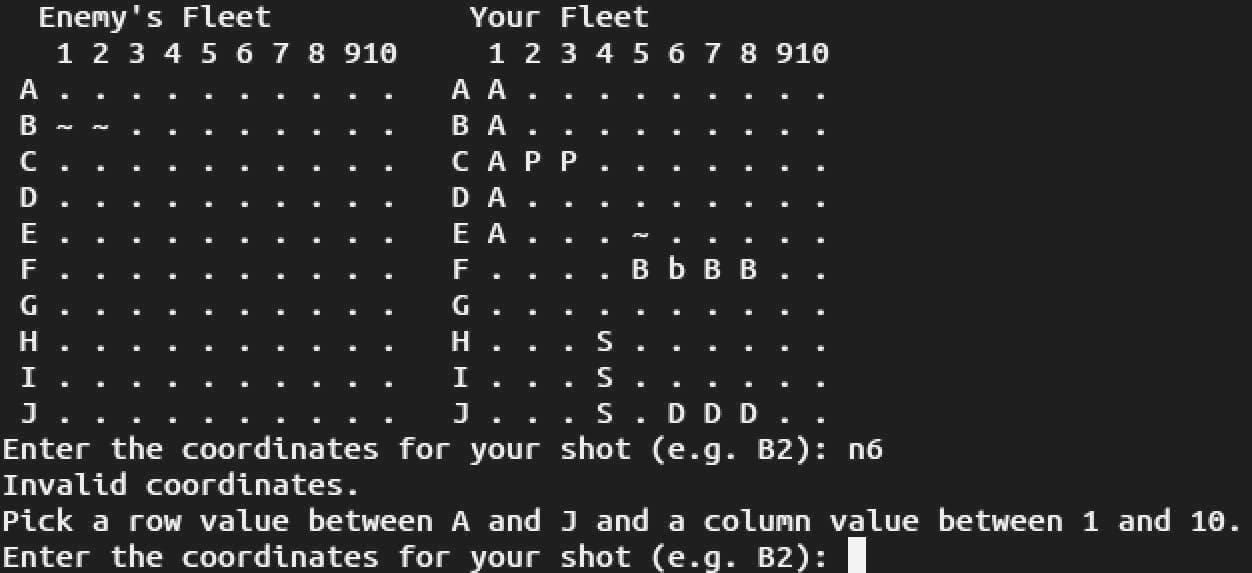 Enemy's Fleet           Your Fleet
   1 2 3 4 5 6 7 8 910     1 2 3 4 5 6 7 8 910
 A . . . . . . . . . .   A A . . . . . . . . .
 B ~ ~ . . . . . . . .   B A . . . . . . . . .
 C . . . . . . . . . .   C A P P . . . . . . .
 D . . . . . . . . . .   D A . . . . . . . . .
 E . . . . . . . . . .   E A . . . ~ . . . . .
 F . . . . . . . . . .   F . . . . B b B B . .
 G . . . . . . . . . .   G . . . . . . . . . .
 H . . . . . . . . . .   H . . . S . . . . . .
 I . . . . . . . . . .   I . . . S . . . . . .
 J . . . . . . . . . .   J . . . S . D D D . .
Enter the coordinates for your shot (e.g. B2): n6
Invalid coordinates.
Pick a row value between A and J and a column value between 1 and 10.
Enter the coordinates for your shot (e.g. B2):